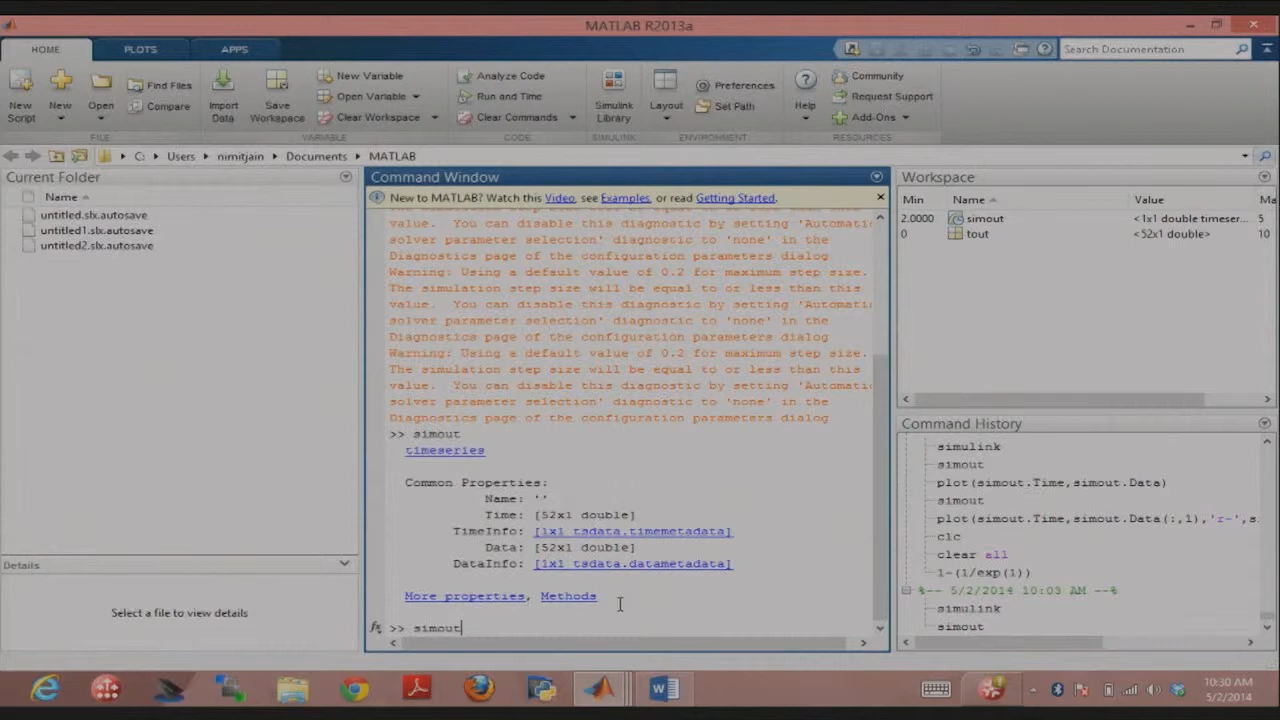 MATLAB R2013a
HOME
PLOTS
APPS
Search Documentation
New Script
New
Open
Find Files
Compare
Import Data
Save Workspace
New Variable
Open Variable
Clear Workspace
Analyze Code
Run and Time
Clear Commands
Simulink Library
Layout
Preferences
Set Path
Help
Community
Request Support
Add-Ons
FILE
VARIABLE
CODE
SIMULINK
ENVIRONMENT
RESOURCES
C: Users nimitjain Documents MATLAB
Current Folder
Name
untitled.slx.autosave
untitled1.slx.autosave
untitled2.slx.autosave
Details
Select a file to view details
Command Window
New to MATLAB? Watch this Video, see Examples, or read Getting Started.
value. You can disable this diagnostic by setting 'Automatic
solver parameter selection' diagnostic to 'none' in the
Diagnostics page of the configuration parameters dialog
Warning: Using a default value of 0.2 for maximum step size.
The simulation step size will be equal to or less than this
value. You can disable this diagnostic by setting 'Automatic
solver parameter selection' diagnostic to 'none' in the
Diagnostics page of the configuration parameters dialog
Warning: Using a default value of 0.2 for maximum step size.
The simulation step size will be equal to or less than this
value. You can disable this diagnostic by setting 'Automatic
solver parameter selection' diagnostic to 'none' in the
Diagnostics page of the configuration parameters dialog
>> simout
timeseries
Common Properties:
Name: ''
Time: [52x1 double]
TimeInfo: [1x1 tsdata.timemetadata]
Data: [52x1 double]
DataInfo: [1x1 tsdata.datametadata]
More properties, Methods
fx >> simout
Workspace
Min Name Value Ma
2.0000 simout <1x1 double timeser... 5
0 tout <52x1 double> 10
Command History
simulink
simout
plot(simout.Time,simout.Data)
simout
plot(simout.Time,simout.Data(:,1),'r-',s
clc
clear all
1-(1/exp(1))
%-- 5/2/2014 10:03 AM --%
simulink
simout
10:30 AM
5/2/2014